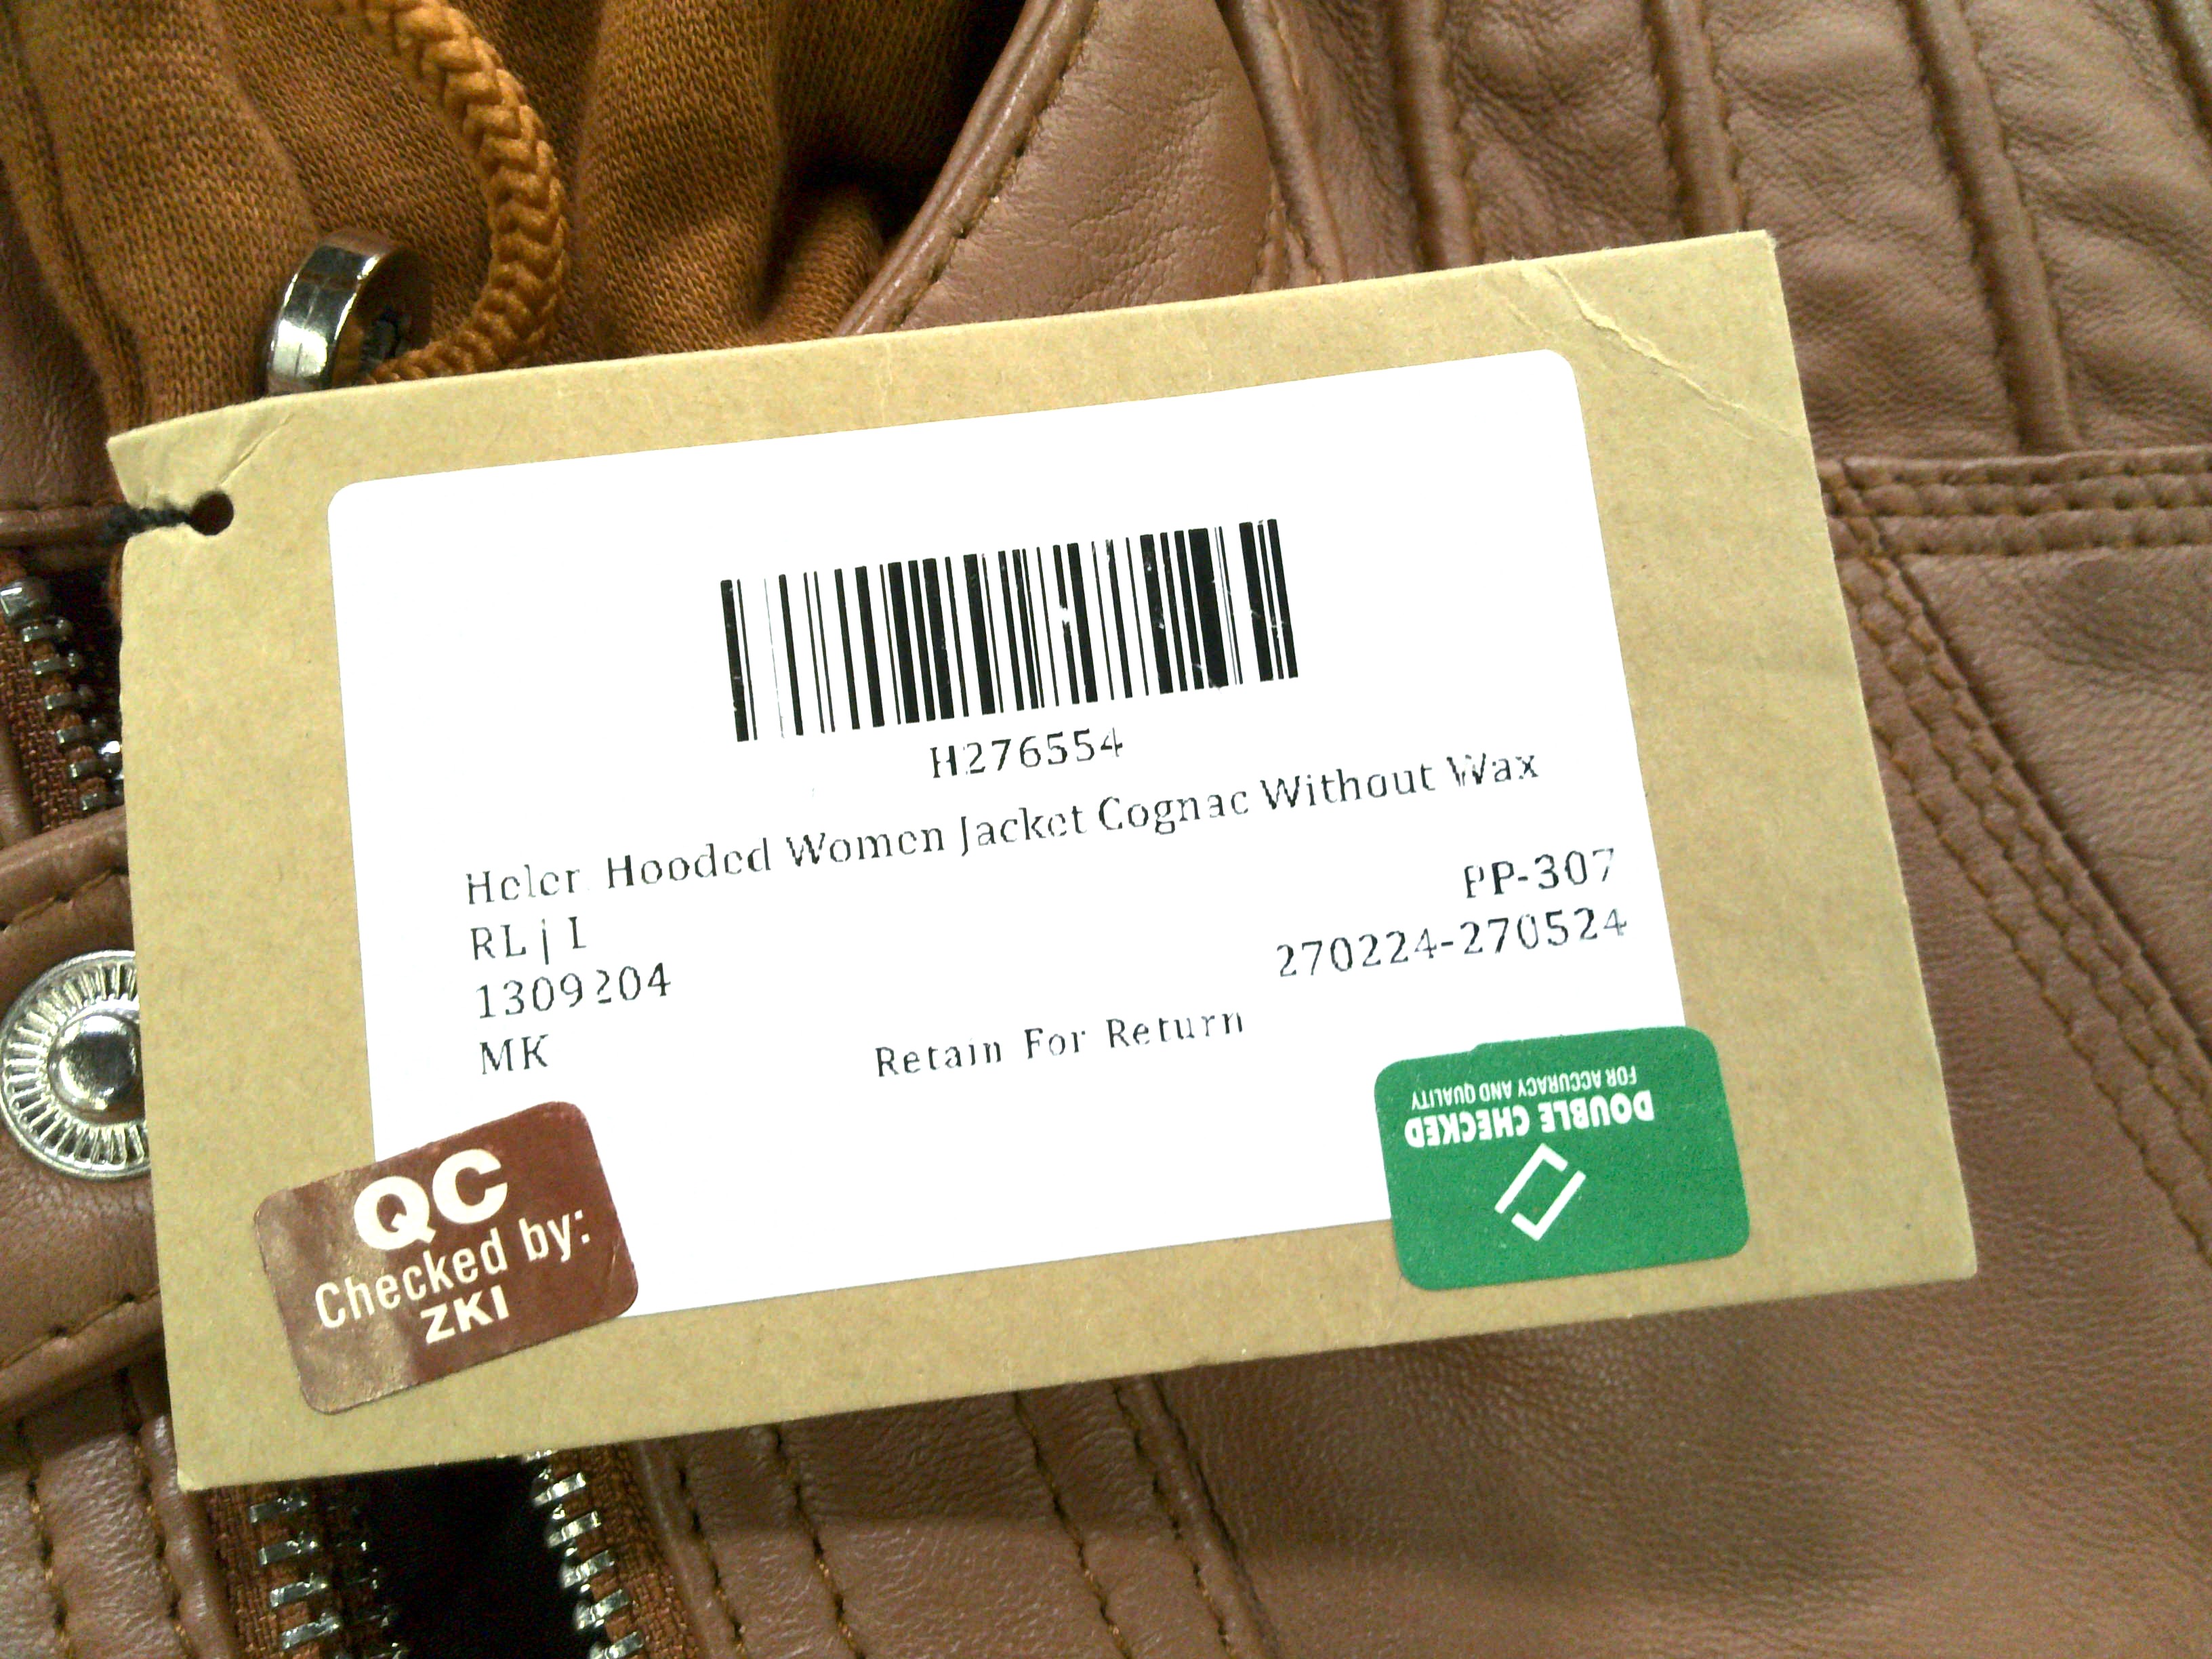 H276554
Helen Hooded Women Jacket Cognac Without Wax
PP-307
RL | L
270224-270524
1309204
MK
Retain For Return
QC
Checked by:
ZKI
DOUBLE CHECKED
FOR ACCURACY AND QUALITY